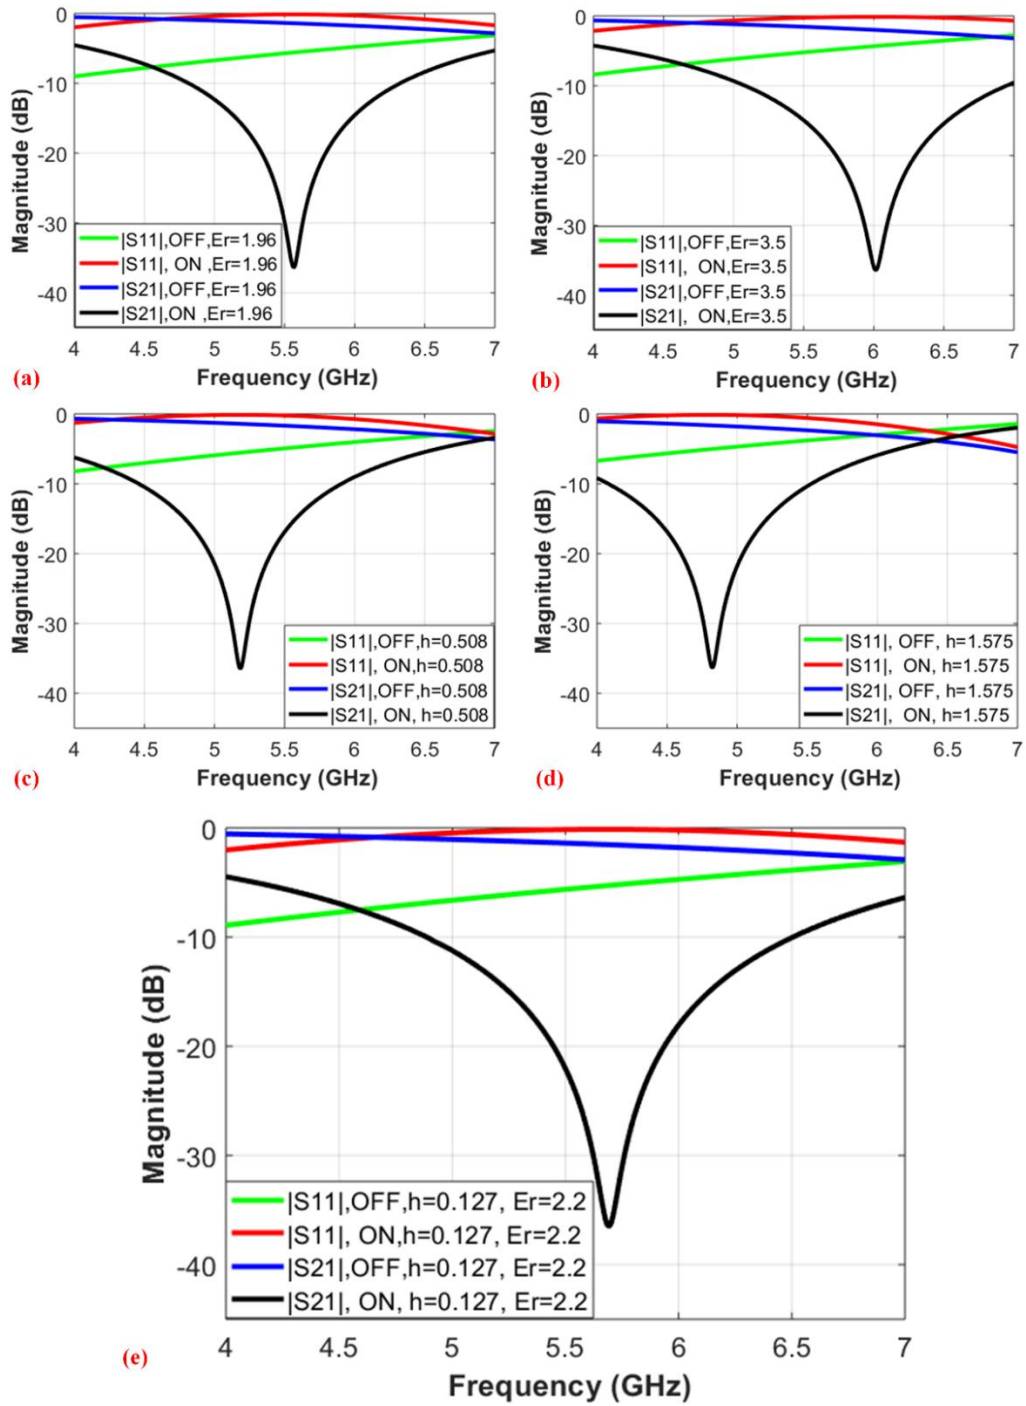 0
-10
-20
-30
-40
Magnitude (dB)
|S11|,OFF,Er=1.96
|S11|, ON ,Er=1.96
|S21|,OFF,Er=1.96
|S21|,ON ,Er=1.96
4 4.5 5 5.5 6 6.5 7
Frequency (GHz)
(a)
0
-10
-20
-30
-40
Magnitude (dB)
|S11|,OFF,Er=3.5
|S11|, ON,Er=3.5
|S21|,OFF,Er=3.5
|S21|, ON,Er=3.5
4 4.5 5 5.5 6 6.5 7
Frequency (GHz)
(b)
0
-10
-20
-30
-40
Magnitude (dB)
|S11|,OFF,h=0.508
|S11|, ON,h=0.508
|S21|,OFF,h=0.508
|S21|, ON, h=0.508
4 4.5 5 5.5 6 6.5 7
Frequency (GHz)
(c)
0
-10
-20
-30
-40
Magnitude (dB)
|S11|, OFF, h=1.575
|S11|, ON, h=1.575
|S21|, OFF, h=1.575
|S21|, ON, h=1.575
4 4.5 5 5.5 6 6.5 7
Frequency (GHz)
(d)
0
-10
-20
-30
-40
Magnitude (dB)
|S11|,OFF,h=0.127, Er=2.2
|S11|, ON,h=0.127, Er=2.2
|S21|,OFF,h=0.127, Er=2.2
|S21|, ON, h=0.127, Er=2.2
4 4.5 5 5.5 6 6.5 7
Frequency (GHz)
(e)